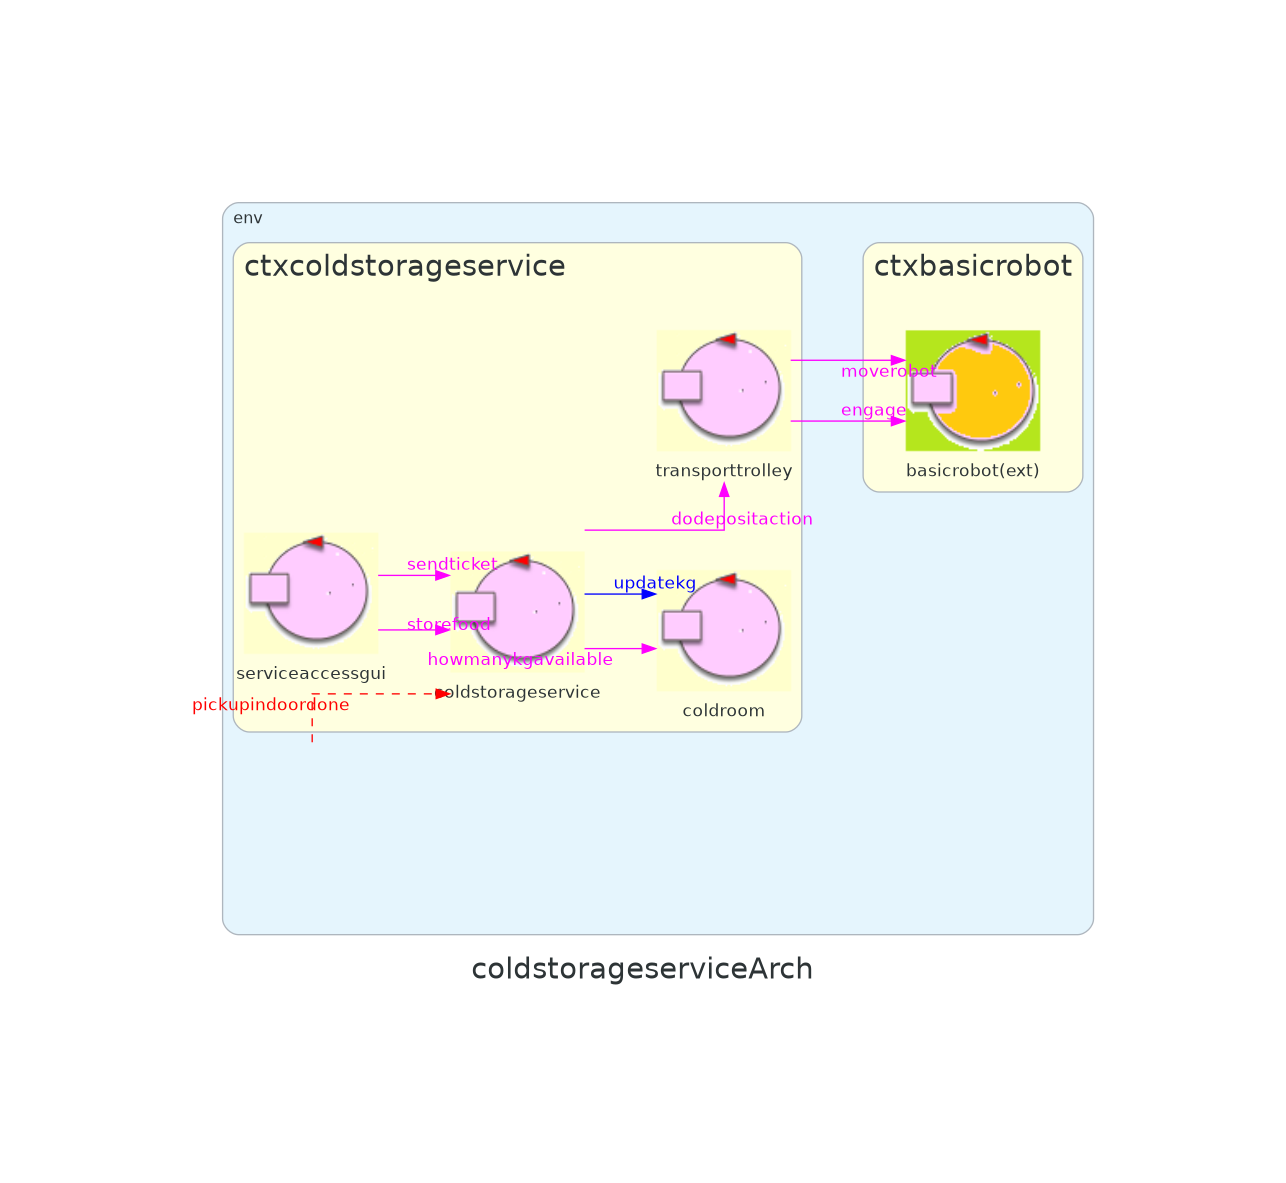 env
ctxcoldstorageservice
ctxbasicrobot
moverobot
engage
transporttrolley
basicrobot(ext)
dodepositaction
sendticket
updatekg
storefood
howmanykgavailable
serviceaccessgui
coldstorageservice
pickupindoordone
coldroom
coldstorageserviceArch